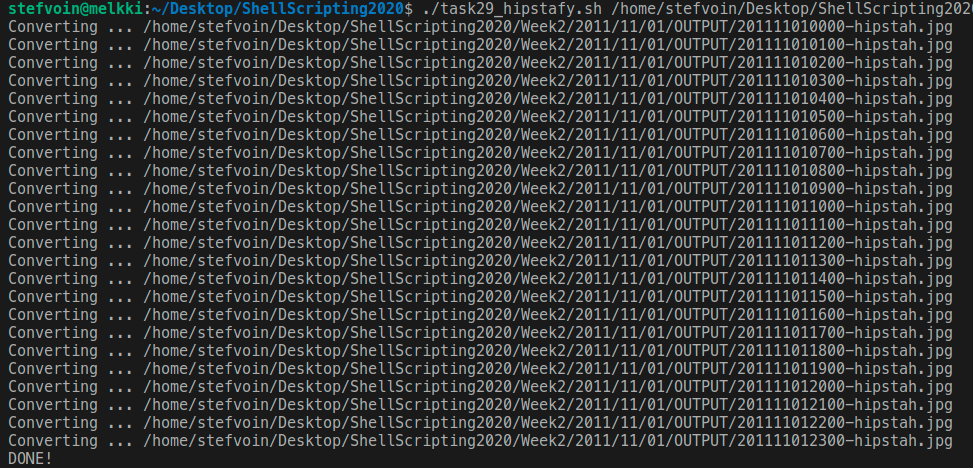 stefvoin@melkki:~/Desktop/ShellScripting2020$ ./task29_hipstafy.sh /home/stefvoin/Desktop/ShellScripting202
Converting ... /home/stefvoin/Desktop/ShellScripting2020/Week2/2011/11/01/OUTPUT/201111010000-hipstah.jpg
Converting ... /home/stefvoin/Desktop/ShellScripting2020/Week2/2011/11/01/OUTPUT/201111010100-hipstah.jpg
Converting ... /home/stefvoin/Desktop/ShellScripting2020/Week2/2011/11/01/OUTPUT/201111010200-hipstah.jpg
Converting ... /home/stefvoin/Desktop/ShellScripting2020/Week2/2011/11/01/OUTPUT/201111010300-hipstah.jpg
Converting ... /home/stefvoin/Desktop/ShellScripting2020/Week2/2011/11/01/OUTPUT/201111010400-hipstah.jpg
Converting ... /home/stefvoin/Desktop/ShellScripting2020/Week2/2011/11/01/OUTPUT/201111010500-hipstah.jpg
Converting ... /home/stefvoin/Desktop/ShellScripting2020/Week2/2011/11/01/OUTPUT/201111010600-hipstah.jpg
Converting ... /home/stefvoin/Desktop/ShellScripting2020/Week2/2011/11/01/OUTPUT/201111010700-hipstah.jpg
Converting ... /home/stefvoin/Desktop/ShellScripting2020/Week2/2011/11/01/OUTPUT/201111010800-hipstah.jpg
Converting ... /home/stefvoin/Desktop/ShellScripting2020/Week2/2011/11/01/OUTPUT/201111010900-hipstah.jpg
Converting ... /home/stefvoin/Desktop/ShellScripting2020/Week2/2011/11/01/OUTPUT/201111011000-hipstah.jpg
Converting ... /home/stefvoin/Desktop/ShellScripting2020/Week2/2011/11/01/OUTPUT/201111011100-hipstah.jpg
Converting ... /home/stefvoin/Desktop/ShellScripting2020/Week2/2011/11/01/OUTPUT/201111011200-hipstah.jpg
Converting ... /home/stefvoin/Desktop/ShellScripting2020/Week2/2011/11/01/OUTPUT/201111011300-hipstah.jpg
Converting ... /home/stefvoin/Desktop/ShellScripting2020/Week2/2011/11/01/OUTPUT/201111011400-hipstah.jpg
Converting ... /home/stefvoin/Desktop/ShellScripting2020/Week2/2011/11/01/OUTPUT/201111011500-hipstah.jpg
Converting ... /home/stefvoin/Desktop/ShellScripting2020/Week2/2011/11/01/OUTPUT/201111011600-hipstah.jpg
Converting ... /home/stefvoin/Desktop/ShellScripting2020/Week2/2011/11/01/OUTPUT/201111011700-hipstah.jpg
Converting ... /home/stefvoin/Desktop/ShellScripting2020/Week2/2011/11/01/OUTPUT/201111011800-hipstah.jpg
Converting ... /home/stefvoin/Desktop/ShellScripting2020/Week2/2011/11/01/OUTPUT/201111011900-hipstah.jpg
Converting ... /home/stefvoin/Desktop/ShellScripting2020/Week2/2011/11/01/OUTPUT/201111012000-hipstah.jpg
Converting ... /home/stefvoin/Desktop/ShellScripting2020/Week2/2011/11/01/OUTPUT/201111012100-hipstah.jpg
Converting ... /home/stefvoin/Desktop/ShellScripting2020/Week2/2011/11/01/OUTPUT/201111012200-hipstah.jpg
Converting ... /home/stefvoin/Desktop/ShellScripting2020/Week2/2011/11/01/OUTPUT/201111012300-hipstah.jpg
DONE!